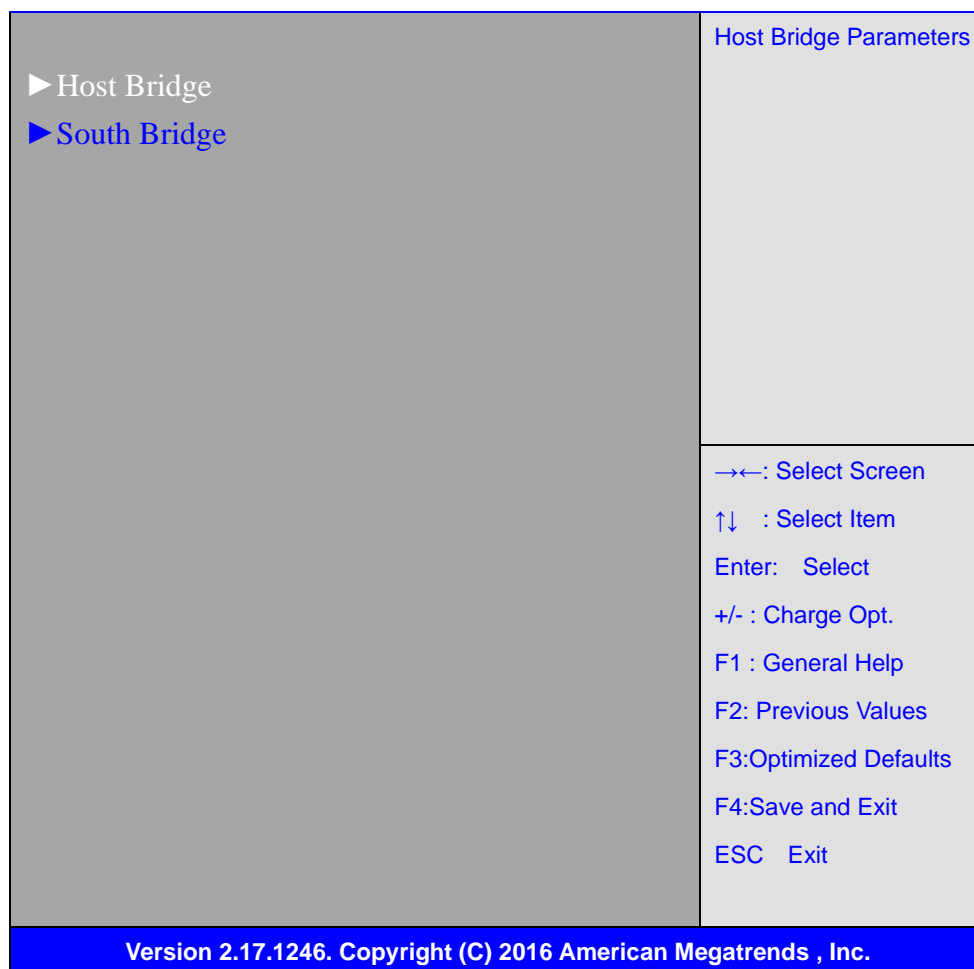 ►Host Bridge
►South Bridge
Host Bridge Parameters
→←: Select Screen
↑↓ : Select Item
Enter: Select
+/- : Charge Opt.
F1 : General Help
F2: Previous Values
F3:Optimized Defaults
F4:Save and Exit
ESC Exit
Version 2.17.1246. Copyright (C) 2016 American Megatrends , Inc.